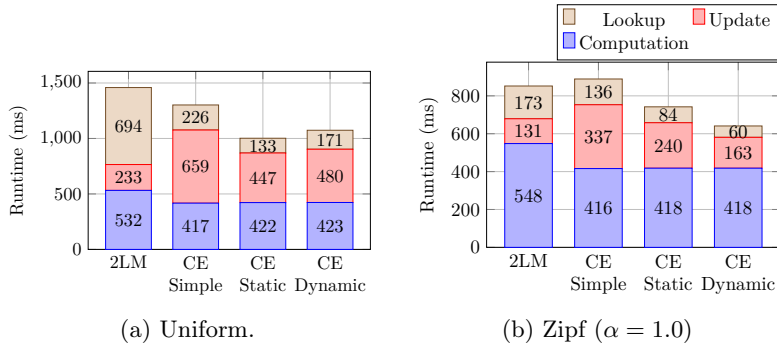 Lookup Update
Computation
1,500
1,000
500
0
Runtime (ms)
694
233
532
226
659
417
133
447
422
171
480
423
2LM
CE
Simple
CE
Static
CE
Dynamic
(a) Uniform.
800
600
400
200
0
Runtime (ms)
173
131
548
136
337
416
84
240
418
60
163
418
2LM
CE
Simple
CE
Static
CE
Dynamic
(b) Zipf (α = 1.0)